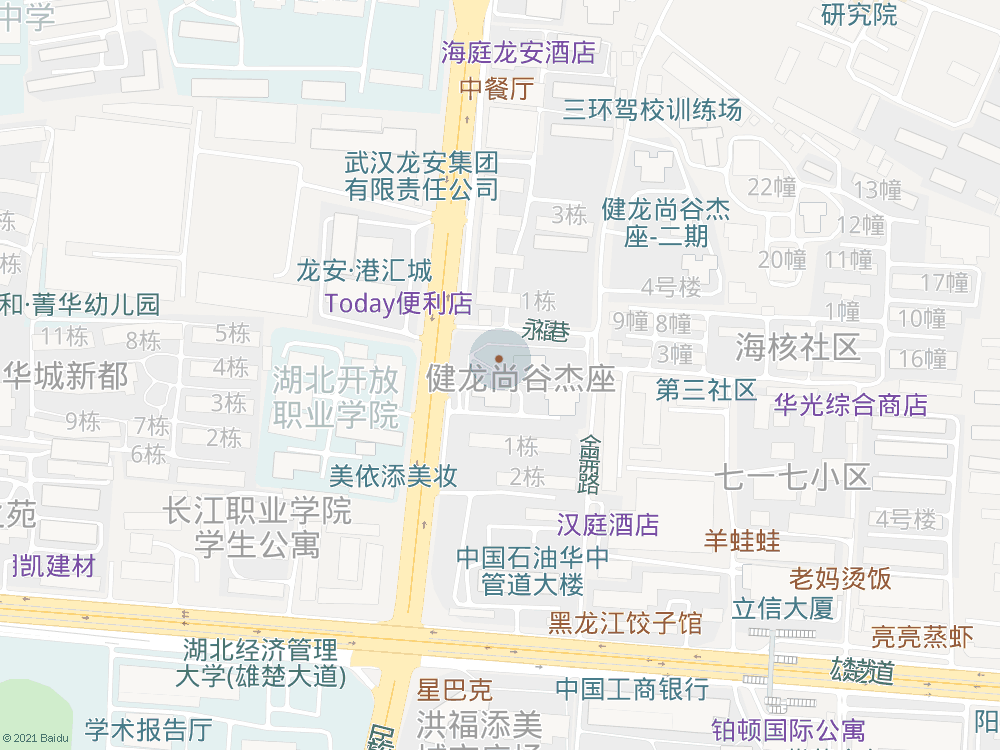 中学
研究院
海庭龙安酒店
中餐厅
三环驾校训练场
武汉龙安集团
有限责任公司
22幢
13幢
3栋
健龙尚谷杰
座-二期
12幢
栋
龙安·港汇城
20幢
11幢
栋
4号楼
17幢
和·菁华幼儿园
Today便利店
1栋
1幢
永福巷
9幢
8幢
10幢
11栋
8栋
5栋
3幢
海核社区
16幢
华城新都
4栋
湖北开放
职业学院
健龙尚谷杰座
第三社区
3栋
华光综合商店
9栋
7栋
2栋
6栋
1栋
2栋
美依添美妆
七一七小区
苑
长江职业学院
学生公寓
汉庭酒店
4号楼
羊蛙蛙
凯建材
中国石油华中
管道大楼
老妈烫饭
立信大厦
黑龙江饺子馆
亮亮蒸虾
湖北经济管理
大学(雄楚大道)
雄楚大道
星巴克
中国工商银行
学术报告厅
洪福添美
铂顿国际公寓
阳
© 2021 Baidu